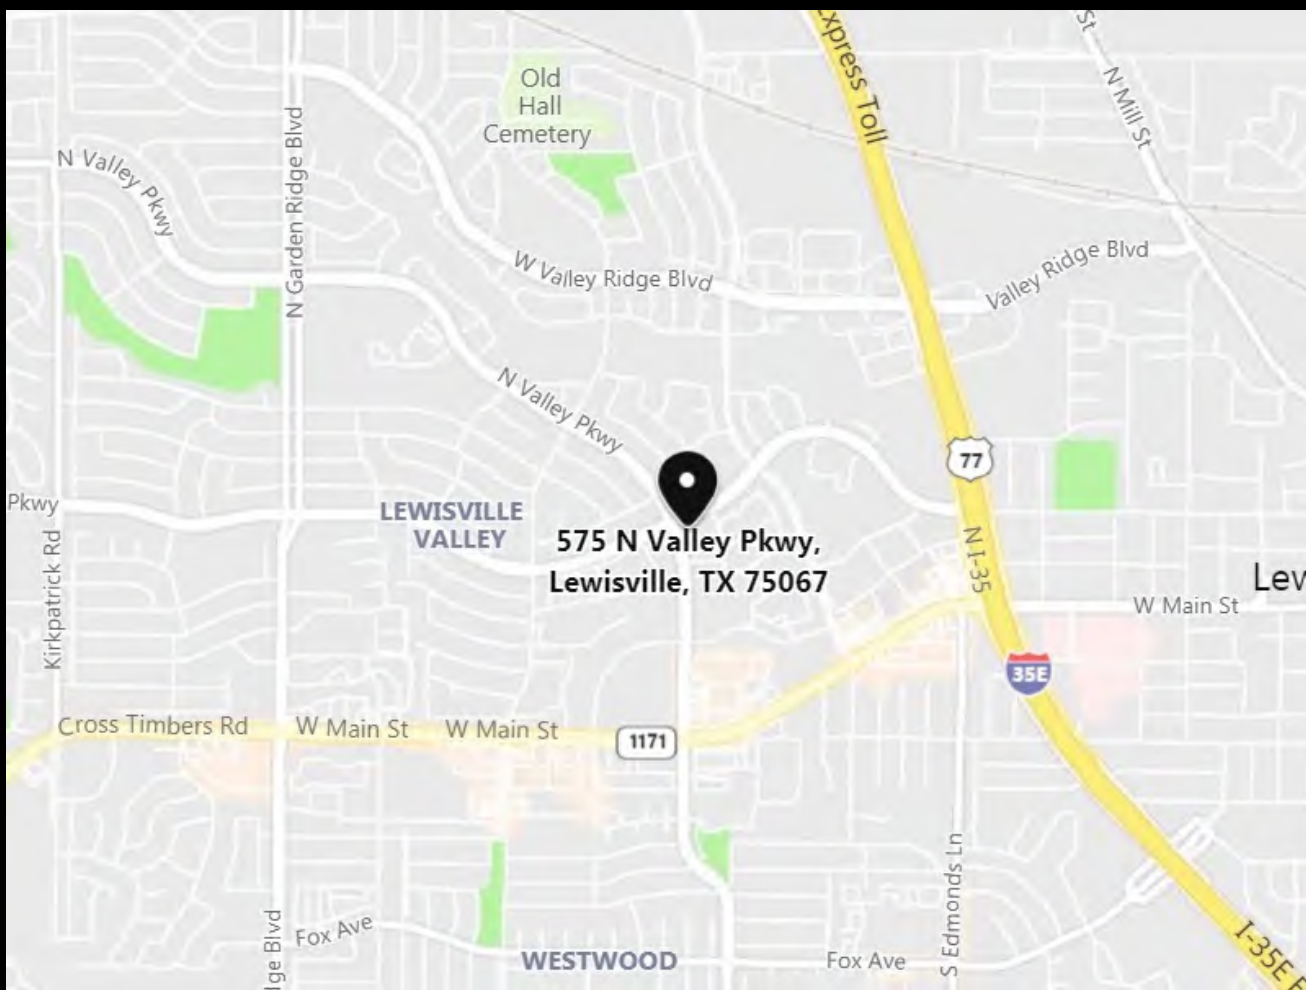 Express Toll
St
N Mill St
Old
Hall
Cemetery
N Valley Pkwy
N Garden Ridge Blvd
W Valley Ridge Blvd
Valley Ridge Blvd
N Valley Pkwy
77
Pkwy
LEWISVILLE
VALLEY
575 N Valley Pkwy,
Lewisville, TX 75067
N I-35
Kirkpatrick Rd
Lew
W Main St
35E
Cross Timbers Rd
W Main St
W Main St
1171
S Edmonds Ln
dge Blvd
Fox Ave
WESTWOOD
Fox Ave
I-35E